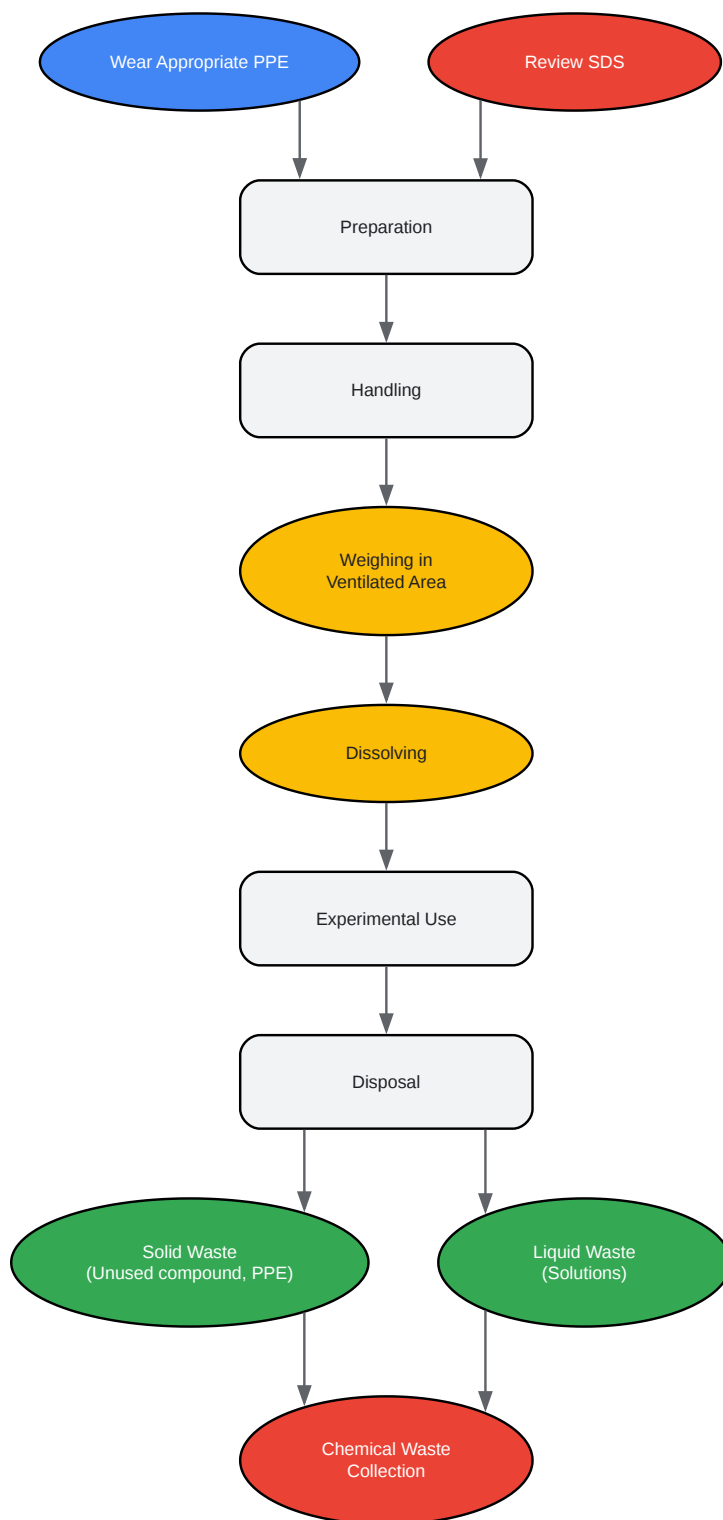 Wear Appropriate PPE
Review SDS
Preparation
Handling
Weighing in
Ventilated Area
Dissolving
Experimental Use
Disposal
Solid Waste
(Unused compound, PPE)
Liquid Waste
(Solutions)
Chemical Waste
Collection